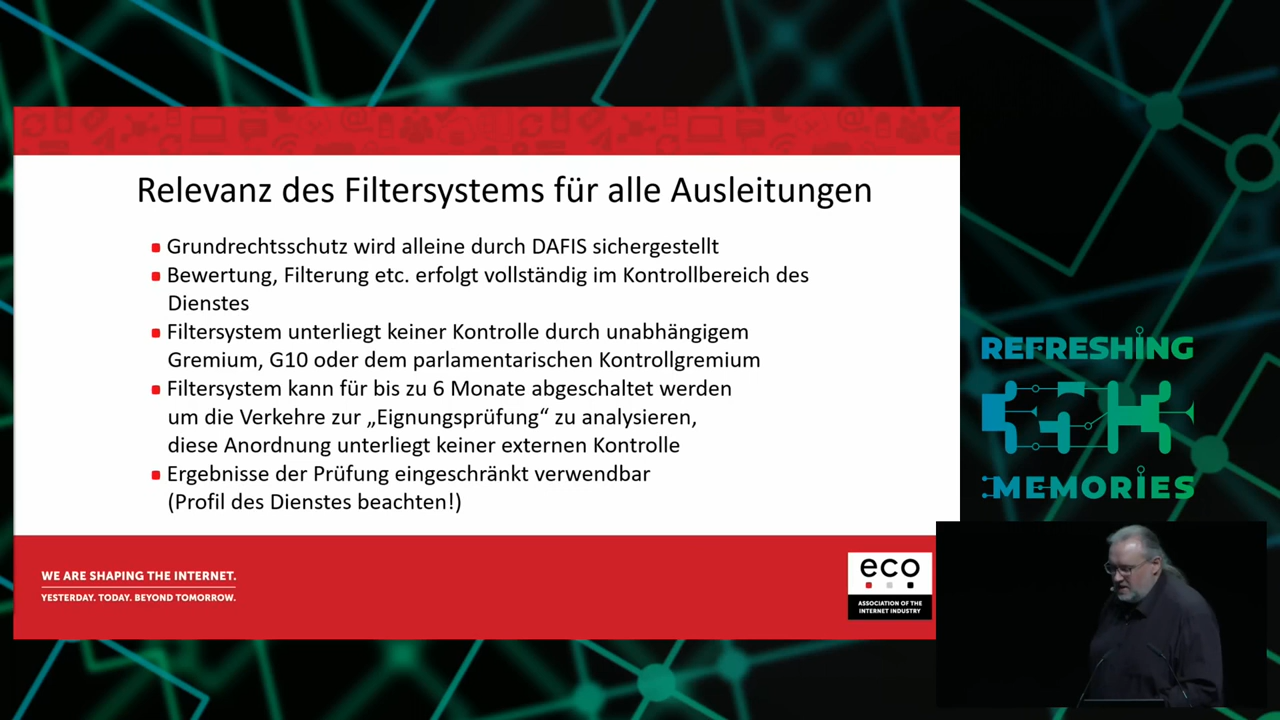 Relevanz des Filtersystems für alle Ausleitungen
Grundrechtsschutz wird alleine durch DAFIS sichergestellt
Bewertung, Filterung etc. erfolgt vollständig im Kontrollbereich des
Dienstes
Filtersystem unterliegt keiner Kontrolle durch unabhängigem
Gremium, G10 oder dem parlamentarischen Kontrollgremium
Filtersystem kann für bis zu 6 Monate abgeschaltet werden
um die Verkehre zur „Eignungsprüfung“ zu analysieren,
diese Anordnung unterliegt keiner externen Kontrolle
Ergebnisse der Prüfung eingeschränkt verwendbar
(Profil des Dienstes beachten!)
WE ARE SHAPING THE INTERNET.
YESTERDAY. TODAY. BEYOND TOMORROW.
eco
ASSOCIATION OF THE
INTERNET INDUSTRY
REFRESHING
MEMORIES